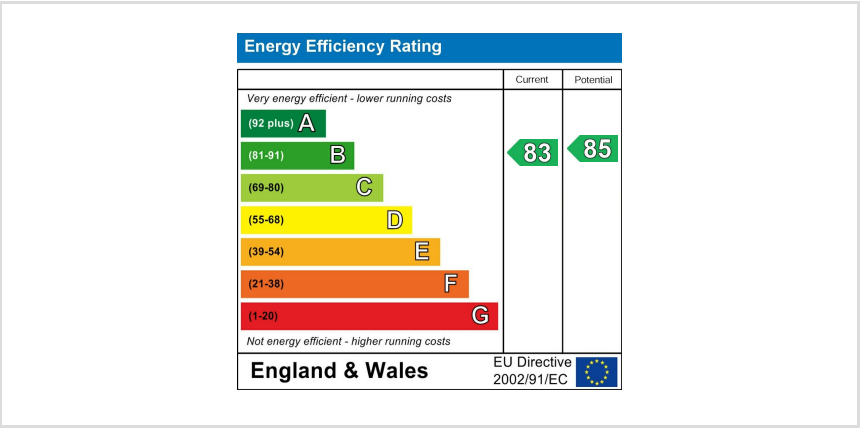 Energy Efficiency Rating
Current Potential
Very energy efficient - lower running costs
(92 plus) A
(81-91) B
83 85
(69-80) C
(55-68) D
(39-54) E
(21-38) F
(1-20) G
Not energy efficient - higher running costs
England & Wales
EU Directive
2002/91/EC